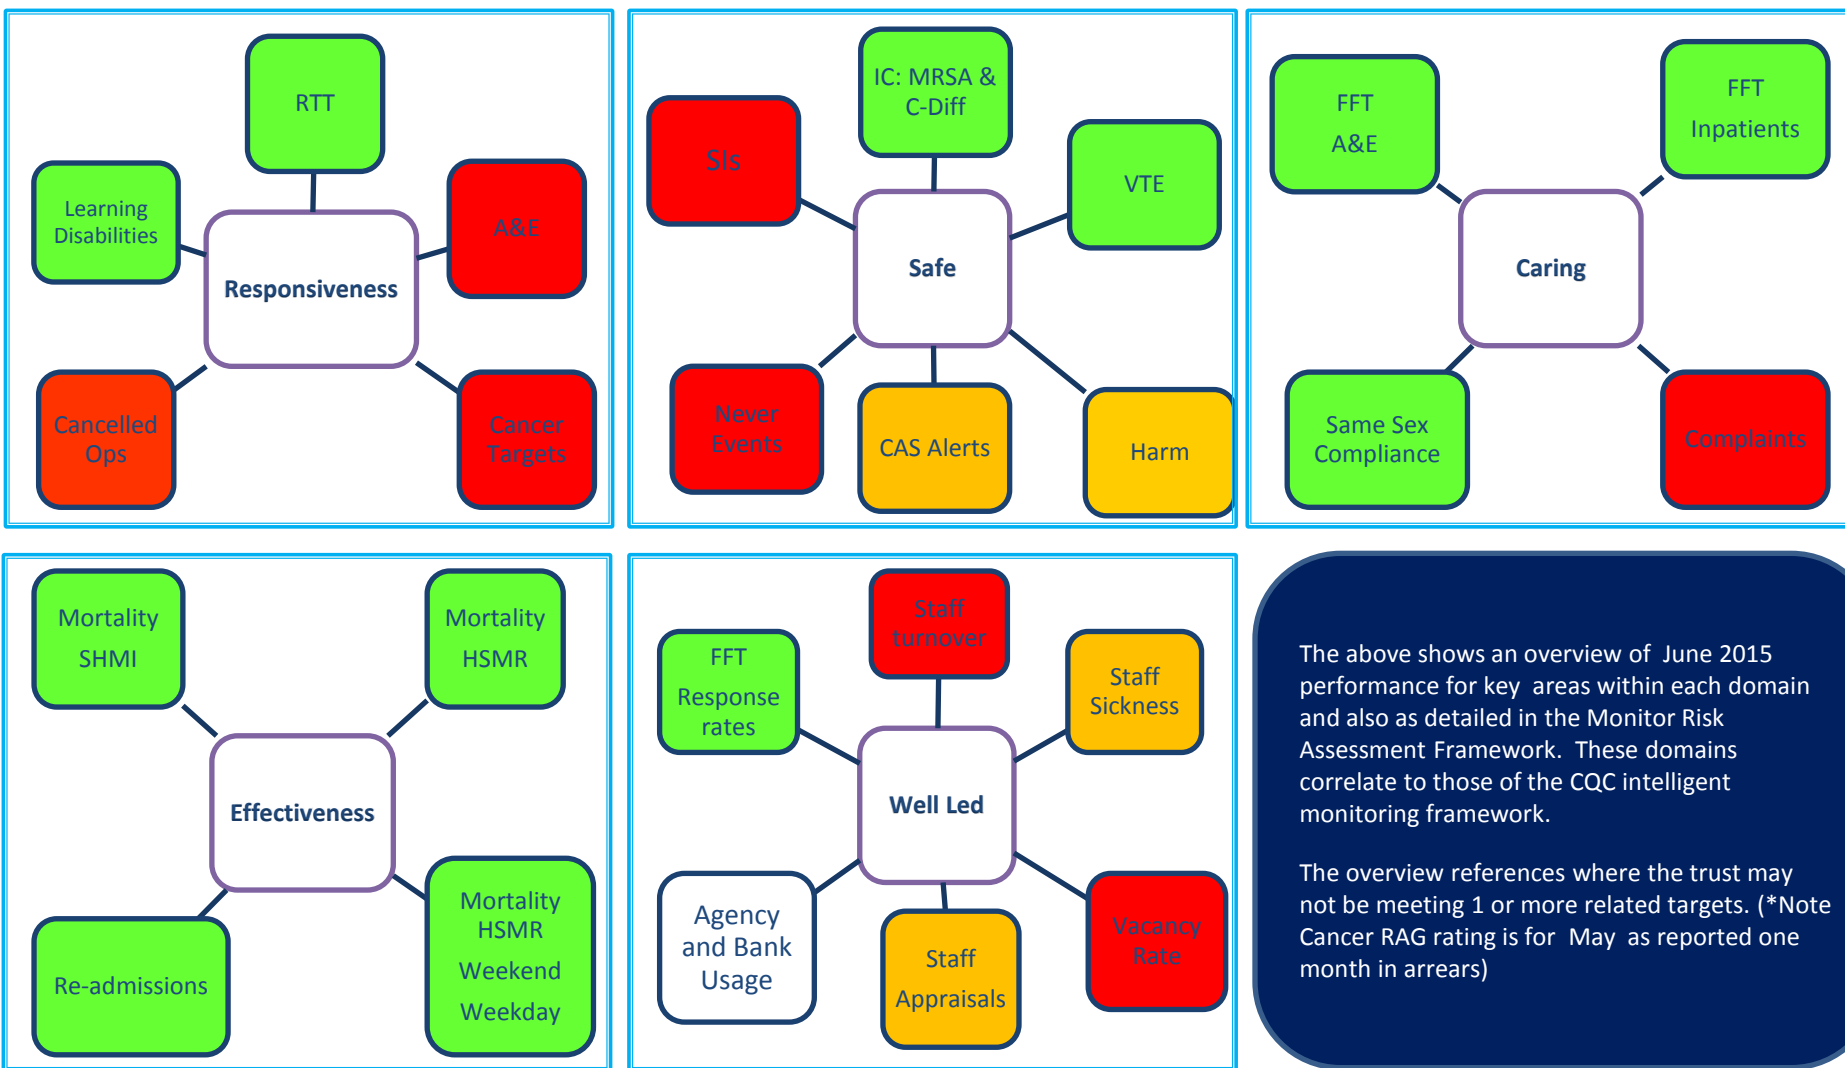 RTT
Learning
Disabilities
A&E
Responsiveness
Cancelled
Ops
Cancer
Targets
IC: MRSA &
C-Diff
SIs
VTE
Safe
Never
Events
CAS Alerts
Harm
FFT
A&E
FFT
Inpatients
Caring
Same Sex
Compliance
Complaints
Mortality
SHMI
Mortality
HSMR
Effectiveness
Re-admissions
Mortality
HSMR
Weekend
Weekday
Staff
turnover
FFT
Response
rates
Staff
Sickness
Well Led
Agency
and Bank
Usage
Staff
Appraisals
Vacancy
Rate
The above shows an overview of June 2015
performance for key areas within each domain
and also as detailed in the Monitor Risk
Assessment Framework. These domains
correlate to those of the CQC intelligent
monitoring framework.
The overview references where the trust may
not be meeting 1 or more related targets. (*Note
Cancer RAG rating is for May as reported one
month in arrears)